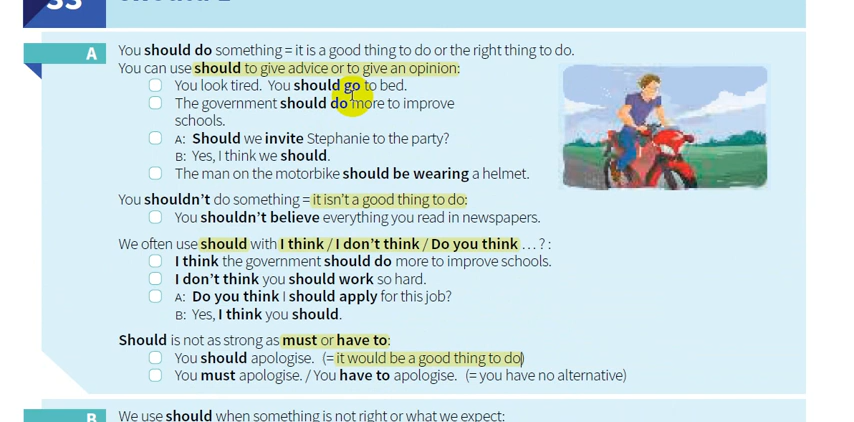 33
A
You should do something = it is a good thing to do or the right thing to do.
You can use should to give advice or to give an opinion:
You look tired. You should go to bed.
The government should do more to improve
schools.
A: Should we invite Stephanie to the party?
B: Yes, I think we should.
The man on the motorbike should be wearing a helmet.
You shouldn't do something = it isn't a good thing to do:
You shouldn't believe everything you read in newspapers.
We often use should with I think / I don't think / Do you think … ? :
I think the government should do more to improve schools.
I don't think you should work so hard.
A: Do you think I should apply for this job?
B: Yes, I think you should.
Should is not as strong as must or have to:
You should apologise. (= it would be a good thing to do)
You must apologise. / You have to apologise. (= you have no alternative)
B
We use should when something is not right or what we expect: